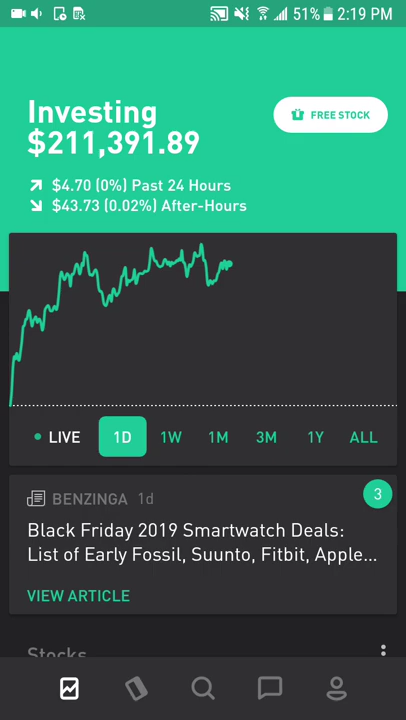 51% 2:19 PM
Investing
$211,391.89
FREE STOCK
$4.70 (0%) Past 24 Hours
$43.73 (0.02%) After-Hours
LIVE 1D 1W 1M 3M 1Y ALL
BENZINGA 1d
3
Black Friday 2019 Smartwatch Deals:
List of Early Fossil, Suunto, Fitbit, Apple...
VIEW ARTICLE
Stocks